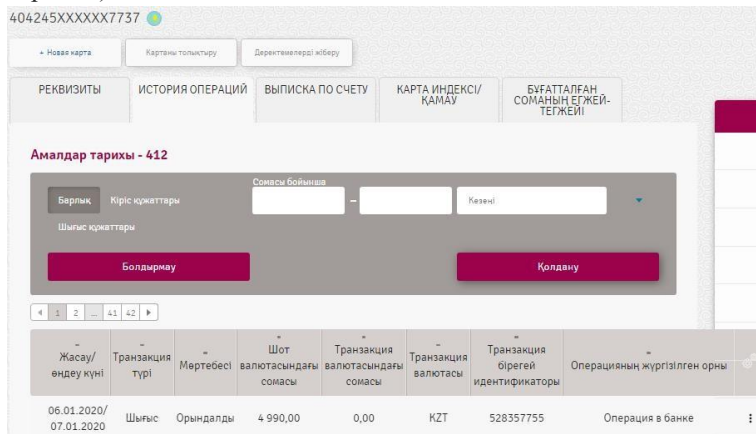 404245XXXXXX7737
+ Новая карта
Картаны толықтыру
Деректемелерді жіберу
РЕКВИЗИТЫ
ИСТОРИЯ ОПЕРАЦИЙ
ВЫПИСКА ПО СЧЕТУ
КАРТА ИНДЕКСІ/
ҚАМАУ
БҰҒАТТАЛҒАН
СОМАНЫҢ ЕГЖЕЙ-
ТЕГЖЕЙІ
Амалдар тарихы - 412
Сомасы бойынша
Барлық
Кіріс құжаттары
–
Кезеңі
Шығыс құжаттары
Болдырмау
Қолдану
1 2 ... 41 42
Жасау/
өңдеу күні
Транзакция
түрі
Мәртебесі
Шот
валютасындағы
сомасы
Транзакция
валютасындағы
сомасы
Транзакция
валютасы
Транзакция
бірегей
идентификаторы
Операцияның жүргізілген орны
06.01.2020/
07.01.2020
Шығыс
Орындалды
4 990,00
0,00
KZT
528357755
Операция в банке